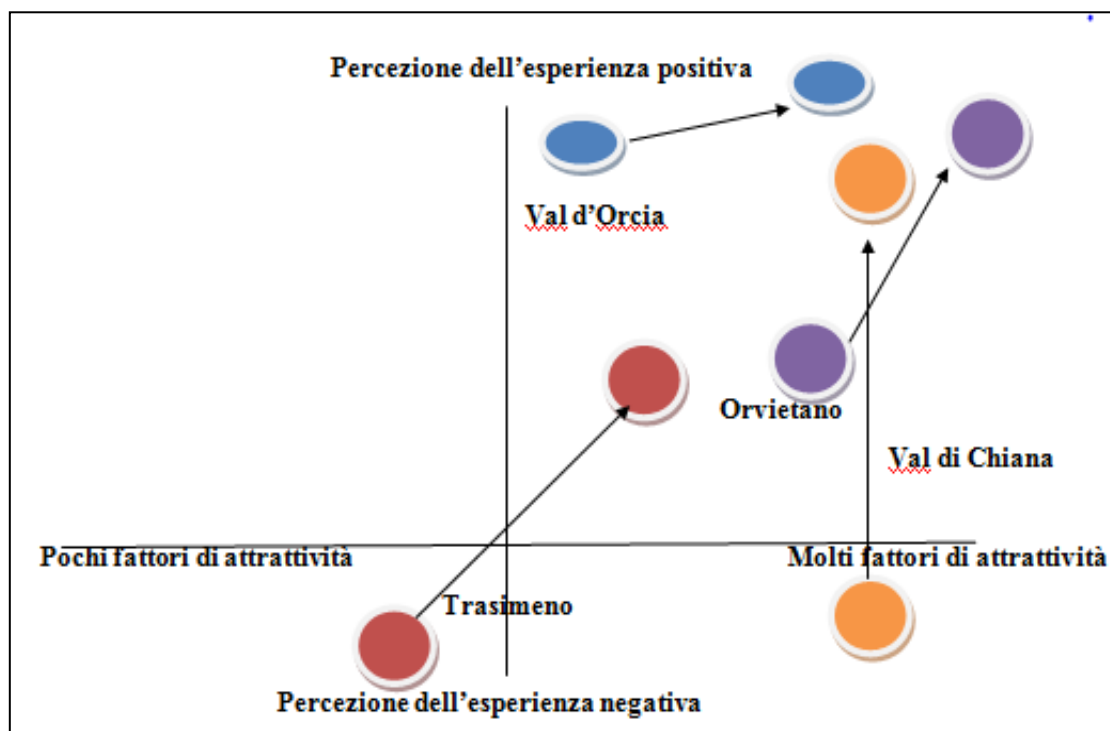 Percezione dell’esperienza positiva
Val d’Orcia
Orvietano
Val di Chiana
Pochi fattori di attrattività
Molti fattori di attrattività
Trasimeno
Percezione dell’esperienza negativa